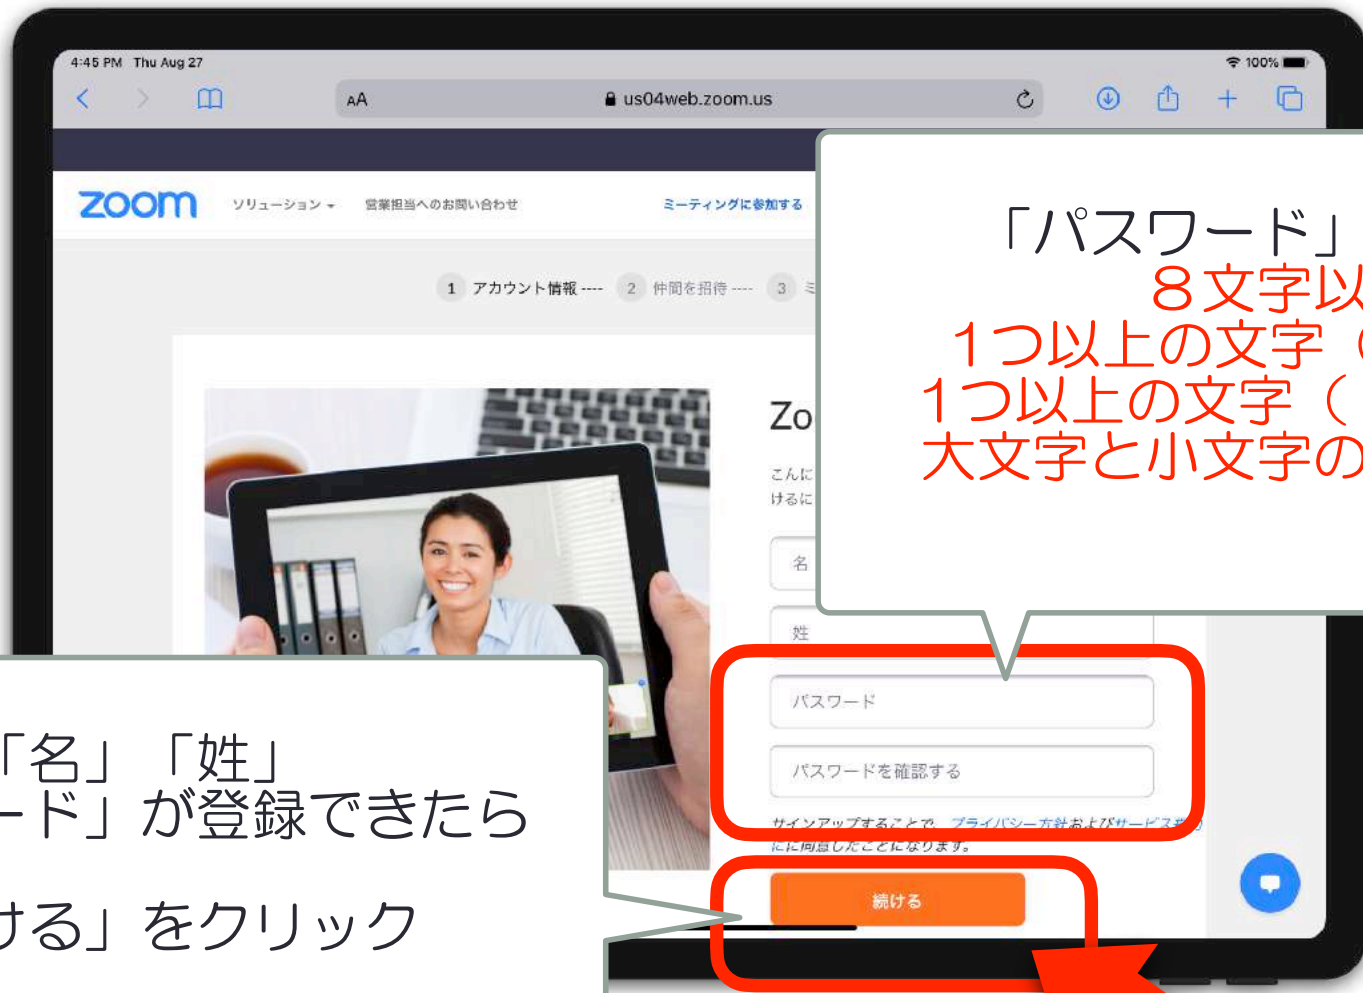 4:45 PM Thu Aug 27
100%
AA
us04web.zoom.us
zoom
ソリューション
営業担当へのお問い合わせ
ミーティングに参加する
1 アカウント情報 ---- 2 仲間を招待 ---- 3 ミ
Zo
こんに
けるに
名
姓
パスワード
パスワードを確認する
サインアップすることで、プライバシー方針およびサービス
にに同意したことになります。
続ける
「パスワード」
８文字以
1つ以上の文字（
1つ以上の文字（
大文字と小文字の
「名」「姓」
ード」が登録できたら
ける」をクリック